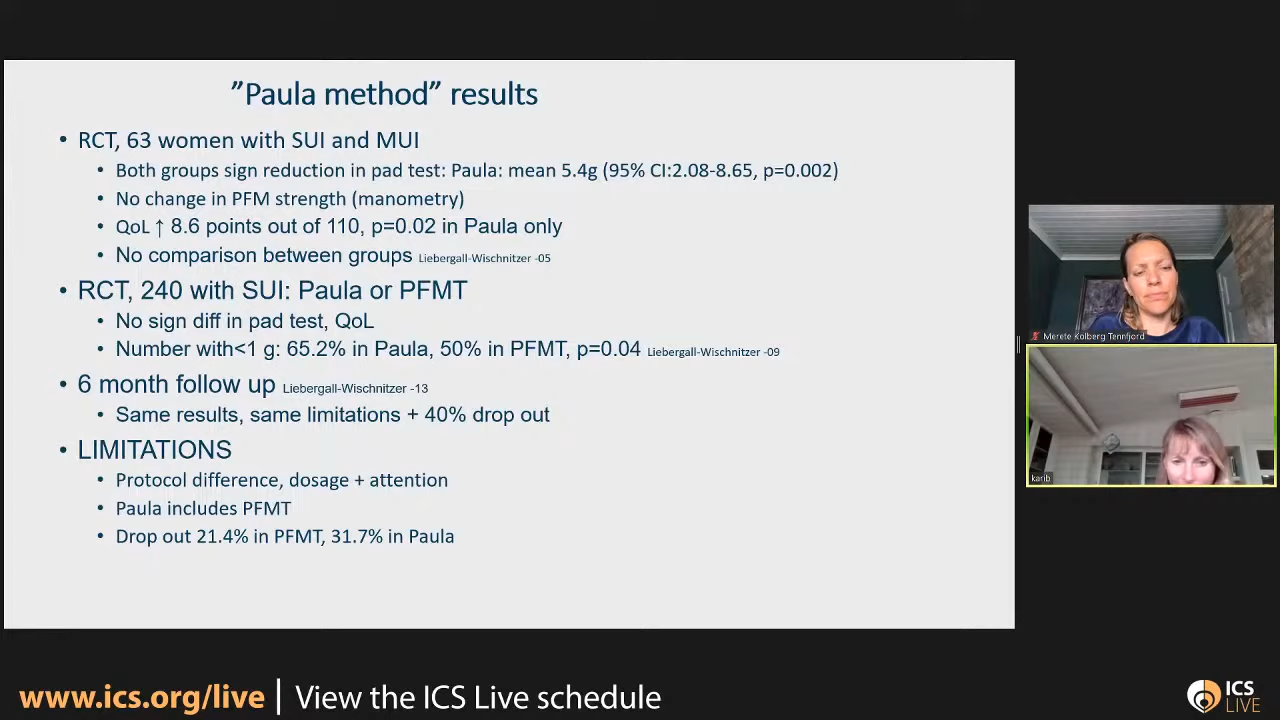 ”Paula method” results
• RCT, 63 women with SUI and MUI
• Both groups sign reduction in pad test: Paula: mean 5.4g (95% CI:2.08-8.65, p=0.002)
• No change in PFM strength (manometry)
• QoL ↑ 8.6 points out of 110, p=0.02 in Paula only
• No comparison between groups Liebergall-Wischnitzer -05
• RCT, 240 with SUI: Paula or PFMT
• No sign diff in pad test, QoL
• Number with<1 g: 65.2% in Paula, 50% in PFMT, p=0.04 Liebergall-Wischnitzer -09
• 6 month follow up Liebergall-Wischnitzer -13
• Same results, same limitations + 40% drop out
• LIMITATIONS
• Protocol difference, dosage + attention
• Paula includes PFMT
• Drop out 21.4% in PFMT, 31.7% in Paula
Merete Kolberg Tennfjord
karib
www.ics.org/live | View the ICS Live schedule
ICS
LIVE